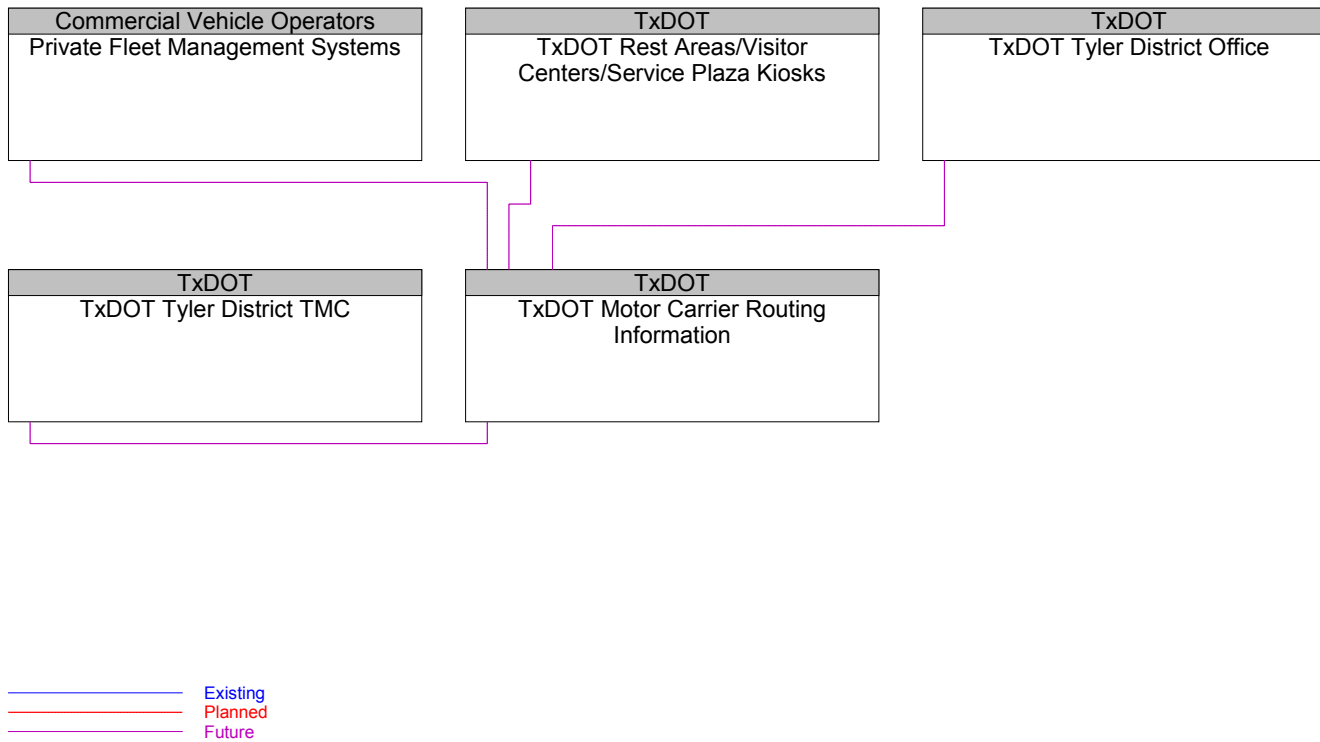 Commercial Vehicle Operators
Private Fleet Management Systems
TxDOT
TxDOT Rest Areas/Visitor
Centers/Service Plaza Kiosks
TxDOT
TxDOT Tyler District Office
TxDOT
TxDOT Tyler District TMC
TxDOT
TxDOT Motor Carrier Routing
Information
Existing
Planned
Future